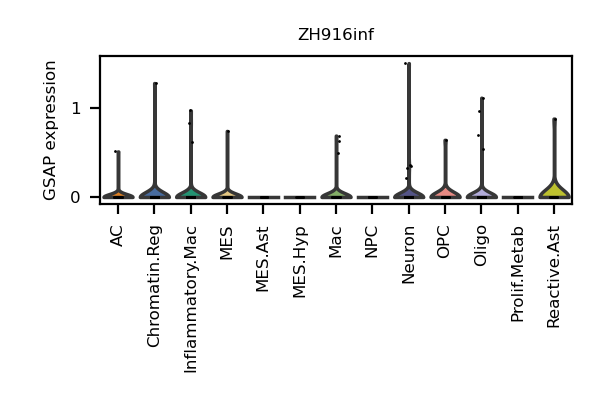 ZH916inf
GSAP expression
1
0
AC
Chromatin.Reg
Inflammatory.Mac
MES
MES.Ast
MES.Hyp
Mac
NPC
Neuron
OPC
Oligo
Prolif.Metab
Reactive.Ast